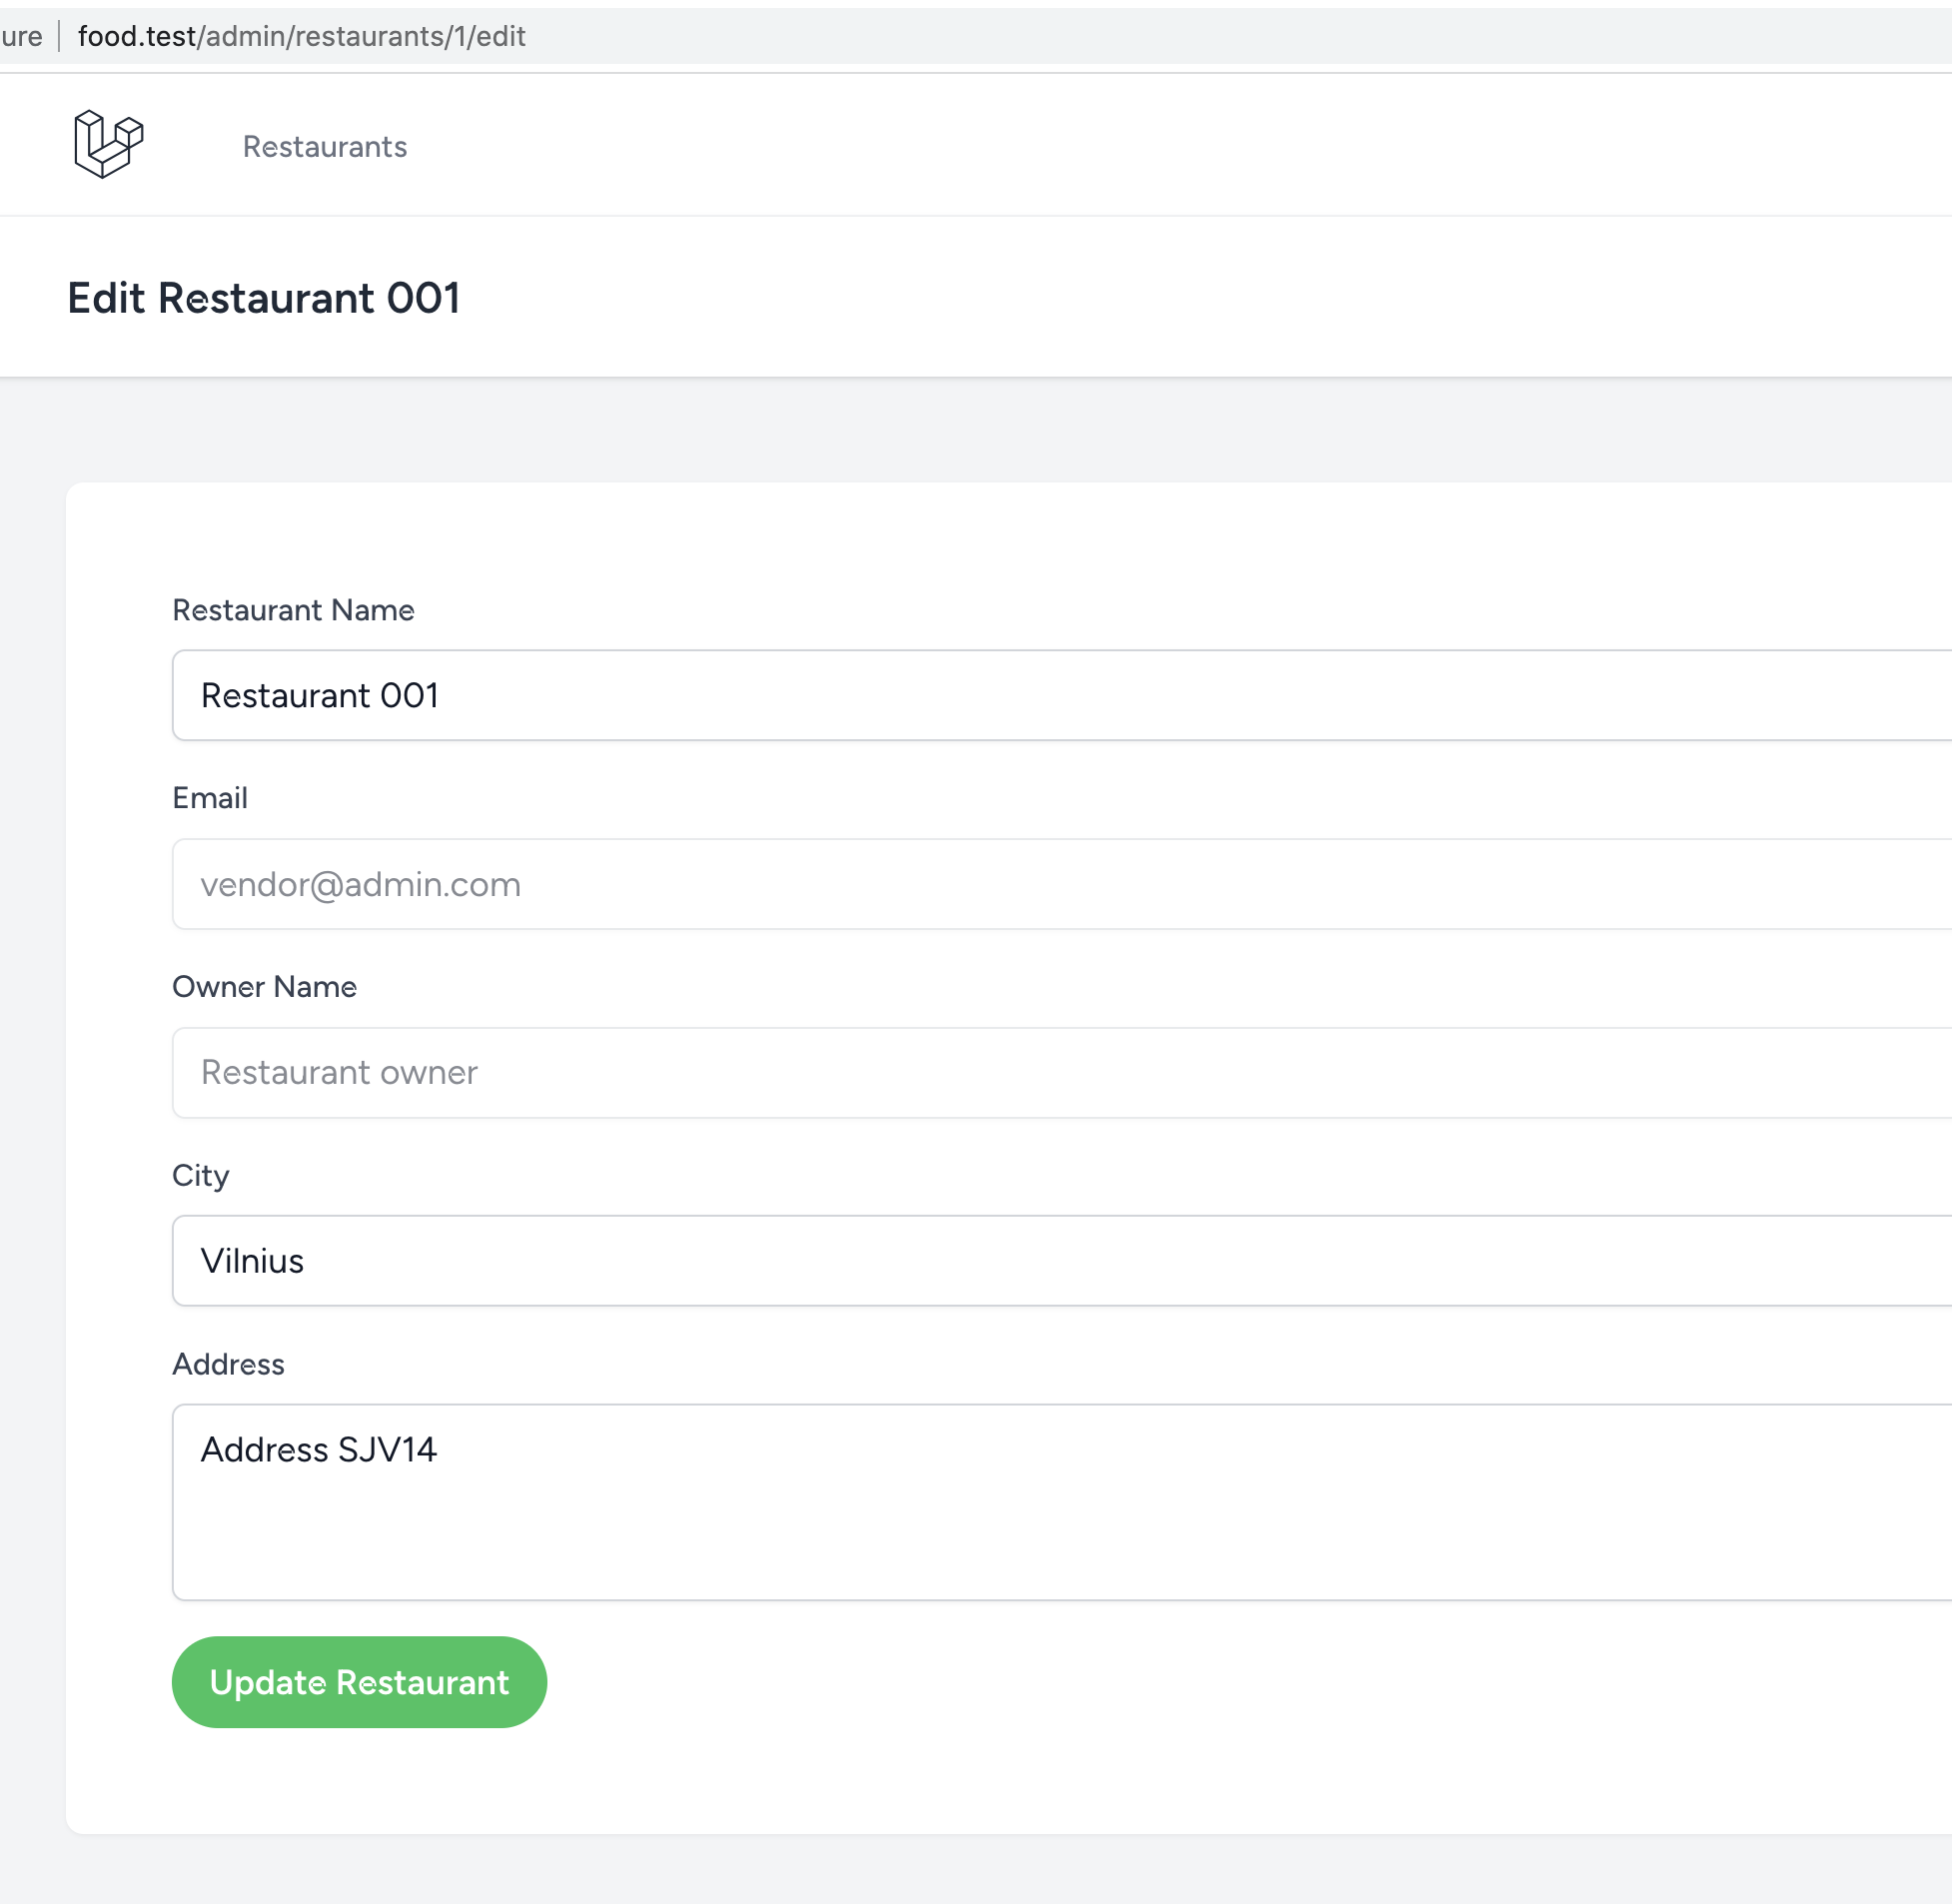 ure food.test/admin/restaurants/1/edit
Restaurants
Edit Restaurant 001
Restaurant Name
Restaurant 001
Email
vendor@admin.com
Owner Name
Restaurant owner
City
Vilnius
Address
Address SJV14
Update Restaurant